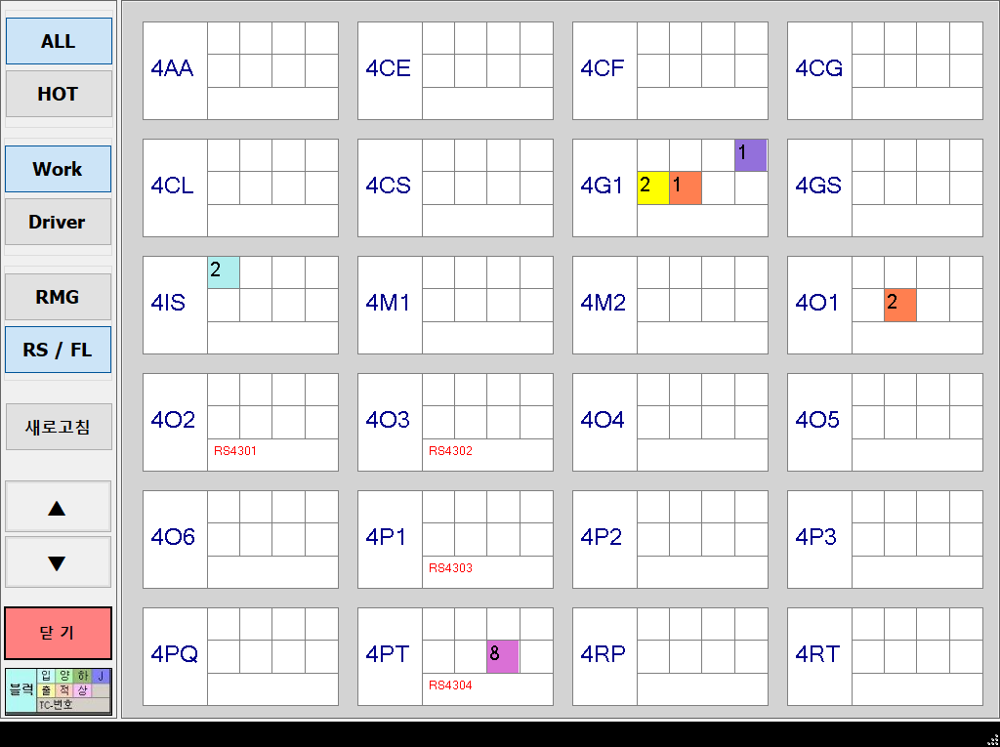 ALL
HOT
Work
Driver
RMG
RS / FL
새로고침
▲
▼
닫 기
블럭
입 양 하 J
출 적 상
TC-번호
4AA 4CE 4CF 4CG
4CL 4CS 4G1 1 2 1 4GS
4IS 2 4M1 4M2 4O1 2
4O2 RS4301 4O3 RS4302 4O4 4O5
4O6 4P1 RS4303 4P2 4P3
4PQ 4PT 8 RS4304 4RP 4RT